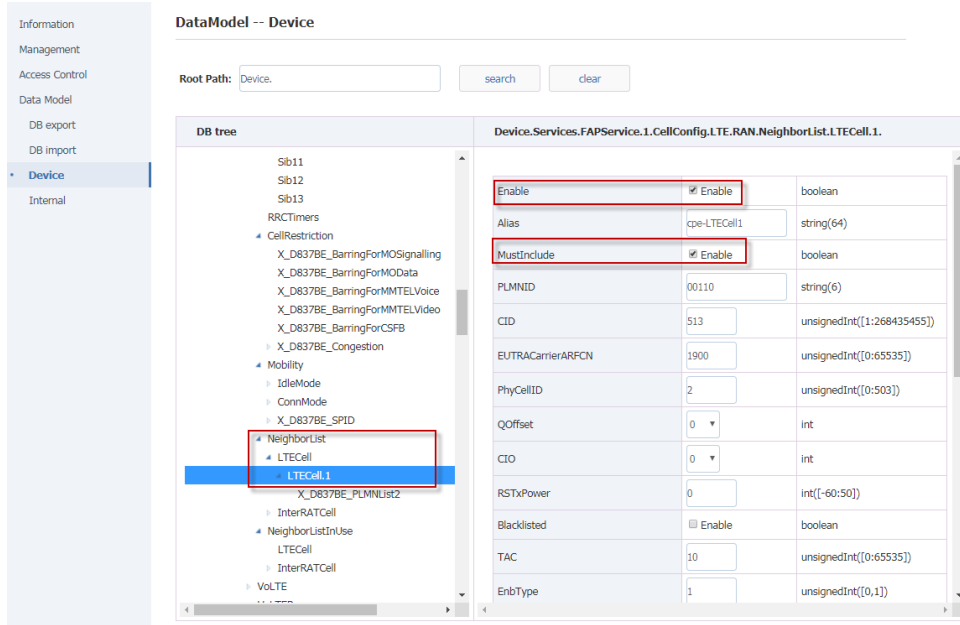 Information
Management
Access Control
Data Model
DB export
DB import
Device
Internal
DataModel -- Device
Root Path: Device. search clear
DB tree
Sib11
Sib12
Sib13
RRCTimers
CellRestriction
X_D837BE_BarringForMOSignalling
X_D837BE_BarringForMOData
X_D837BE_BarringForMMTELVoice
X_D837BE_BarringForMMTELVideo
X_D837BE_BarringForCSFB
X_D837BE_Congestion
Mobility
IdleMode
ConnMode
X_D837BE_SPID
NeighborList
LTECell
LTECell.1
X_D837BE_PLMNList2
InterRATCell
NeighborListInUse
LTECell
InterRATCell
VoLTE
Device.Services.FAPService.1.CellConfig.LTE.RAN.NeighborList.LTECell.1.
Enable Enable boolean
Alias cpe-LTECell1 string(64)
MustInclude Enable boolean
PLMNID 00110 string(6)
CID 513 unsignedInt([1:268435455])
EUTRACarrierARFCN 1900 unsignedInt([0:65535])
PhyCellID 2 unsignedInt([0:503])
QOffset 0 int
CIO 0 int
RSTxPower 0 int([-60:50])
Blacklisted Enable boolean
TAC 10 unsignedInt([0:65535])
EnbType 1 unsignedInt([0,1])